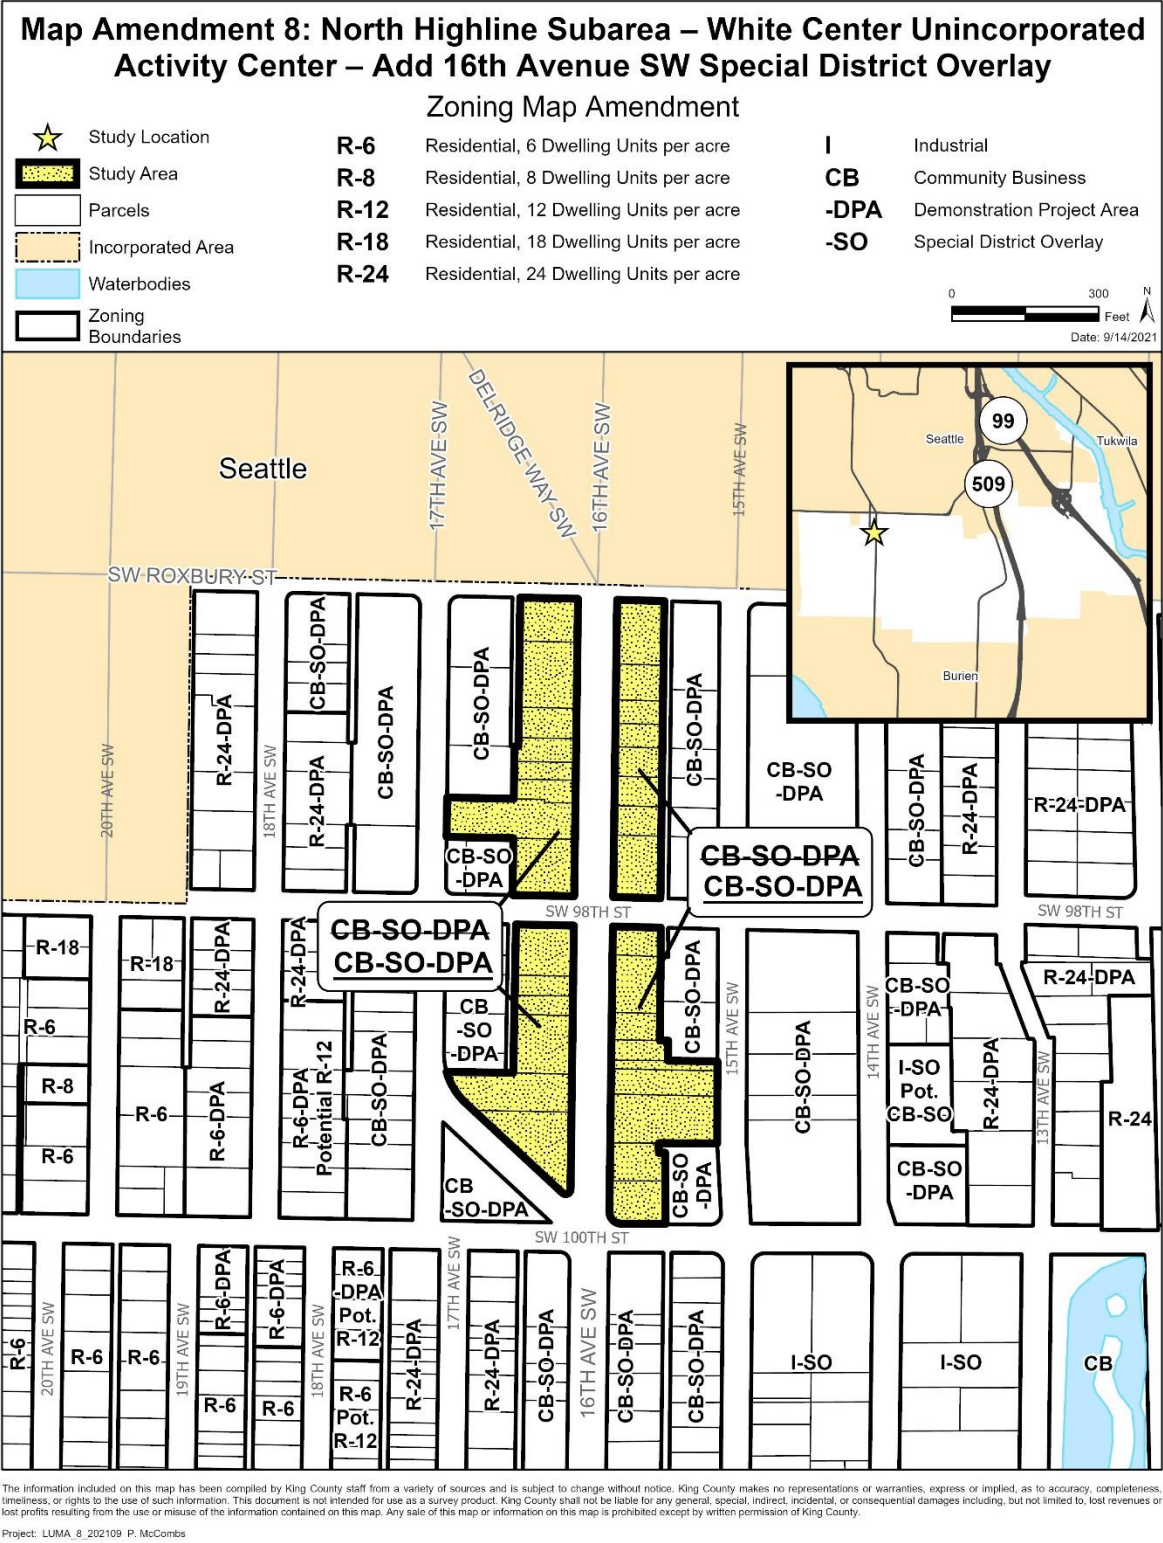 Map Amendment 8: North Highline Subarea – White Center Unincorporated
Activity Center – Add 16th Avenue SW Special District Overlay
Zoning Map Amendment
Study Location
Study Area
Parcels
Incorporated Area
Waterbodies
Zoning
Boundaries
R-6 Residential, 6 Dwelling Units per acre
R-8 Residential, 8 Dwelling Units per acre
R-12 Residential, 12 Dwelling Units per acre
R-18 Residential, 18 Dwelling Units per acre
R-24 Residential, 24 Dwelling Units per acre
I Industrial
CB Community Business
-DPA Demonstration Project Area
-SO Special District Overlay
0 300
Feet
N
Date: 9/14/2021
Seattle
17TH AVE SW
DELRIDGE WAY SW
16TH AVE SW
15TH AVE SW
SW ROXBURY ST
99
Seattle
Tukwila
509
Burien
20TH AVE SW
R-24-DPA
18TH AVE SW
CB-SO-DPA
R-24-DPA
CB-SO-DPA
CB-SO-DPA
CB-SO
-DPA
CB-SO-DPA
CB-SO
-DPA
CB-SO-DPA
R-24-DPA
R-24-DPA
CB-SO-DPA
CB-SO-DPA
SW 98TH ST
SW 98TH ST
CB-SO-DPA
CB-SO-DPA
R-18
R-6
R-8
R-6
R-18
R-6
R-24-DPA
R-6-DPA
R-24-DPA
R-6-DPA
Potential R-12
CB-SO-DPA
CB
-SO
-DPA
CB
-SO-DPA
CB-SO-DPA
CB-SO
-DPA
15TH AVE SW
CB-SO-DPA
14TH AVE SW
CB-SO
-DPA
I-SO
Pot.
CB-SO
CB-SO
-DPA
R-24-DPA
13TH AVE SW
R-24-DPA
R-24
SW 100TH ST
R-6
20TH AVE SW
R-6
R-6
19TH AVE SW
R-6-DPA
R-6
R-6-DPA
R-6
18TH AVE SW
R-6
-DPA
Pot.
R-12
R-6
Pot.
R-12
R-24-DPA
17TH AVE SW
R-24-DPA
CB-SO-DPA
16TH AVE SW
CB-SO-DPA
CB-SO-DPA
I-SO
I-SO
CB
The information included on this map has been compiled by King County staff from a variety of sources and is subject to change without notice. King County makes no representations or warranties, express or implied, as to accuracy, completeness,
timeliness, or rights to the use of such information. This document is not intended for use as a survey product. King County shall not be liable for any general, special, indirect, incidental, or consequential damages including, but not limited to, lost revenues or
lost profits resulting from the use or misuse of the information contained on this map. Any sale of this map or information on this map is prohibited except by written permission of King County.
Project: LUMA_8_202109 P. McCombs